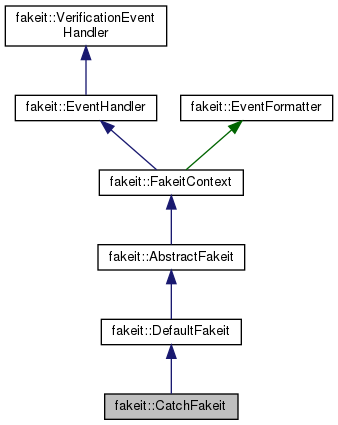 fakeit::VerificationEvent
Handler
fakeit::EventHandler
fakeit::EventFormatter
fakeit::FakeitContext
fakeit::AbstractFakeit
fakeit::DefaultFakeit
fakeit::CatchFakeit